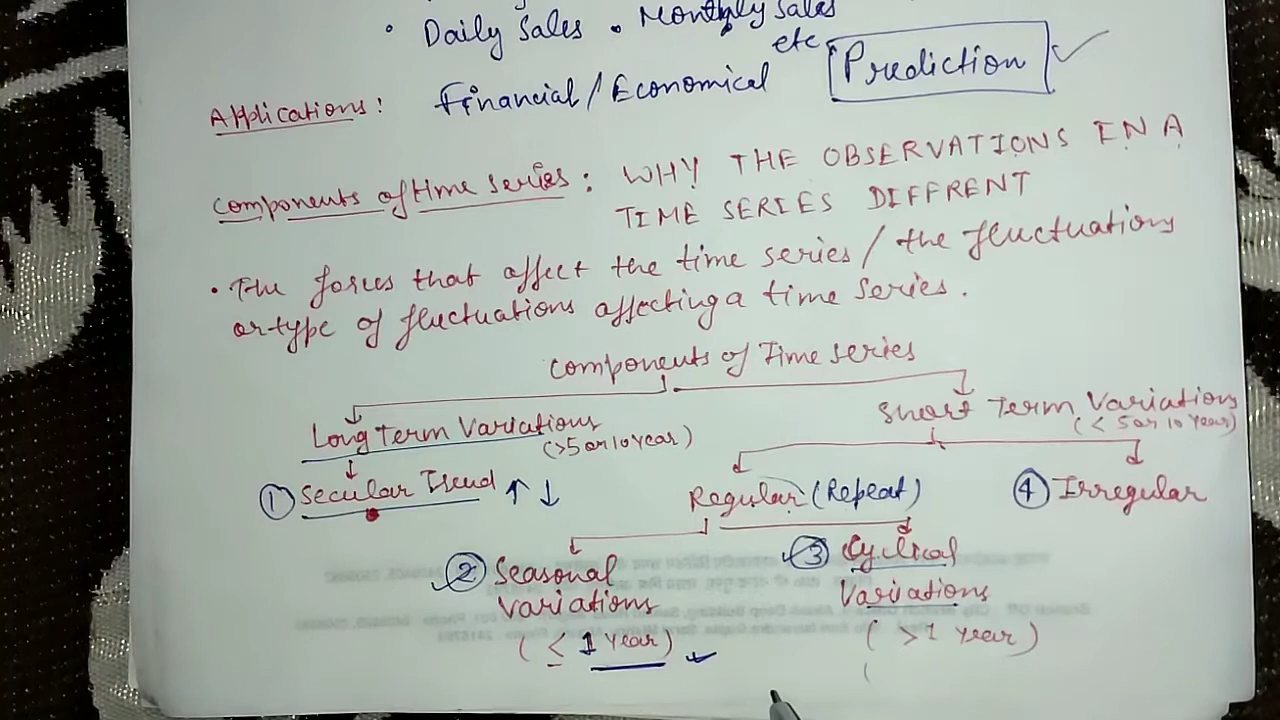 • Daily Sales • Monthly Sales
etc
Applications: Financial/Economical Prediction
Components of time series: WHY THE OBSERVATIONS IN A
TIME SERIES DIFFRENT
• The forces that affect the time series / the fluctuations
or type of fluctuations affecting a time series.
Components of Time series
Long Term Variations
(>5 or 10 year)
Short Term Variations
(< 5 or 10 year)
① Secular Trend ↑ ↓
Regular (Repeat)
④ Irregular
② Seasonal
Variations
(≤ 1 Year)
③ Cyclical
Variations
( > 1 year)
(